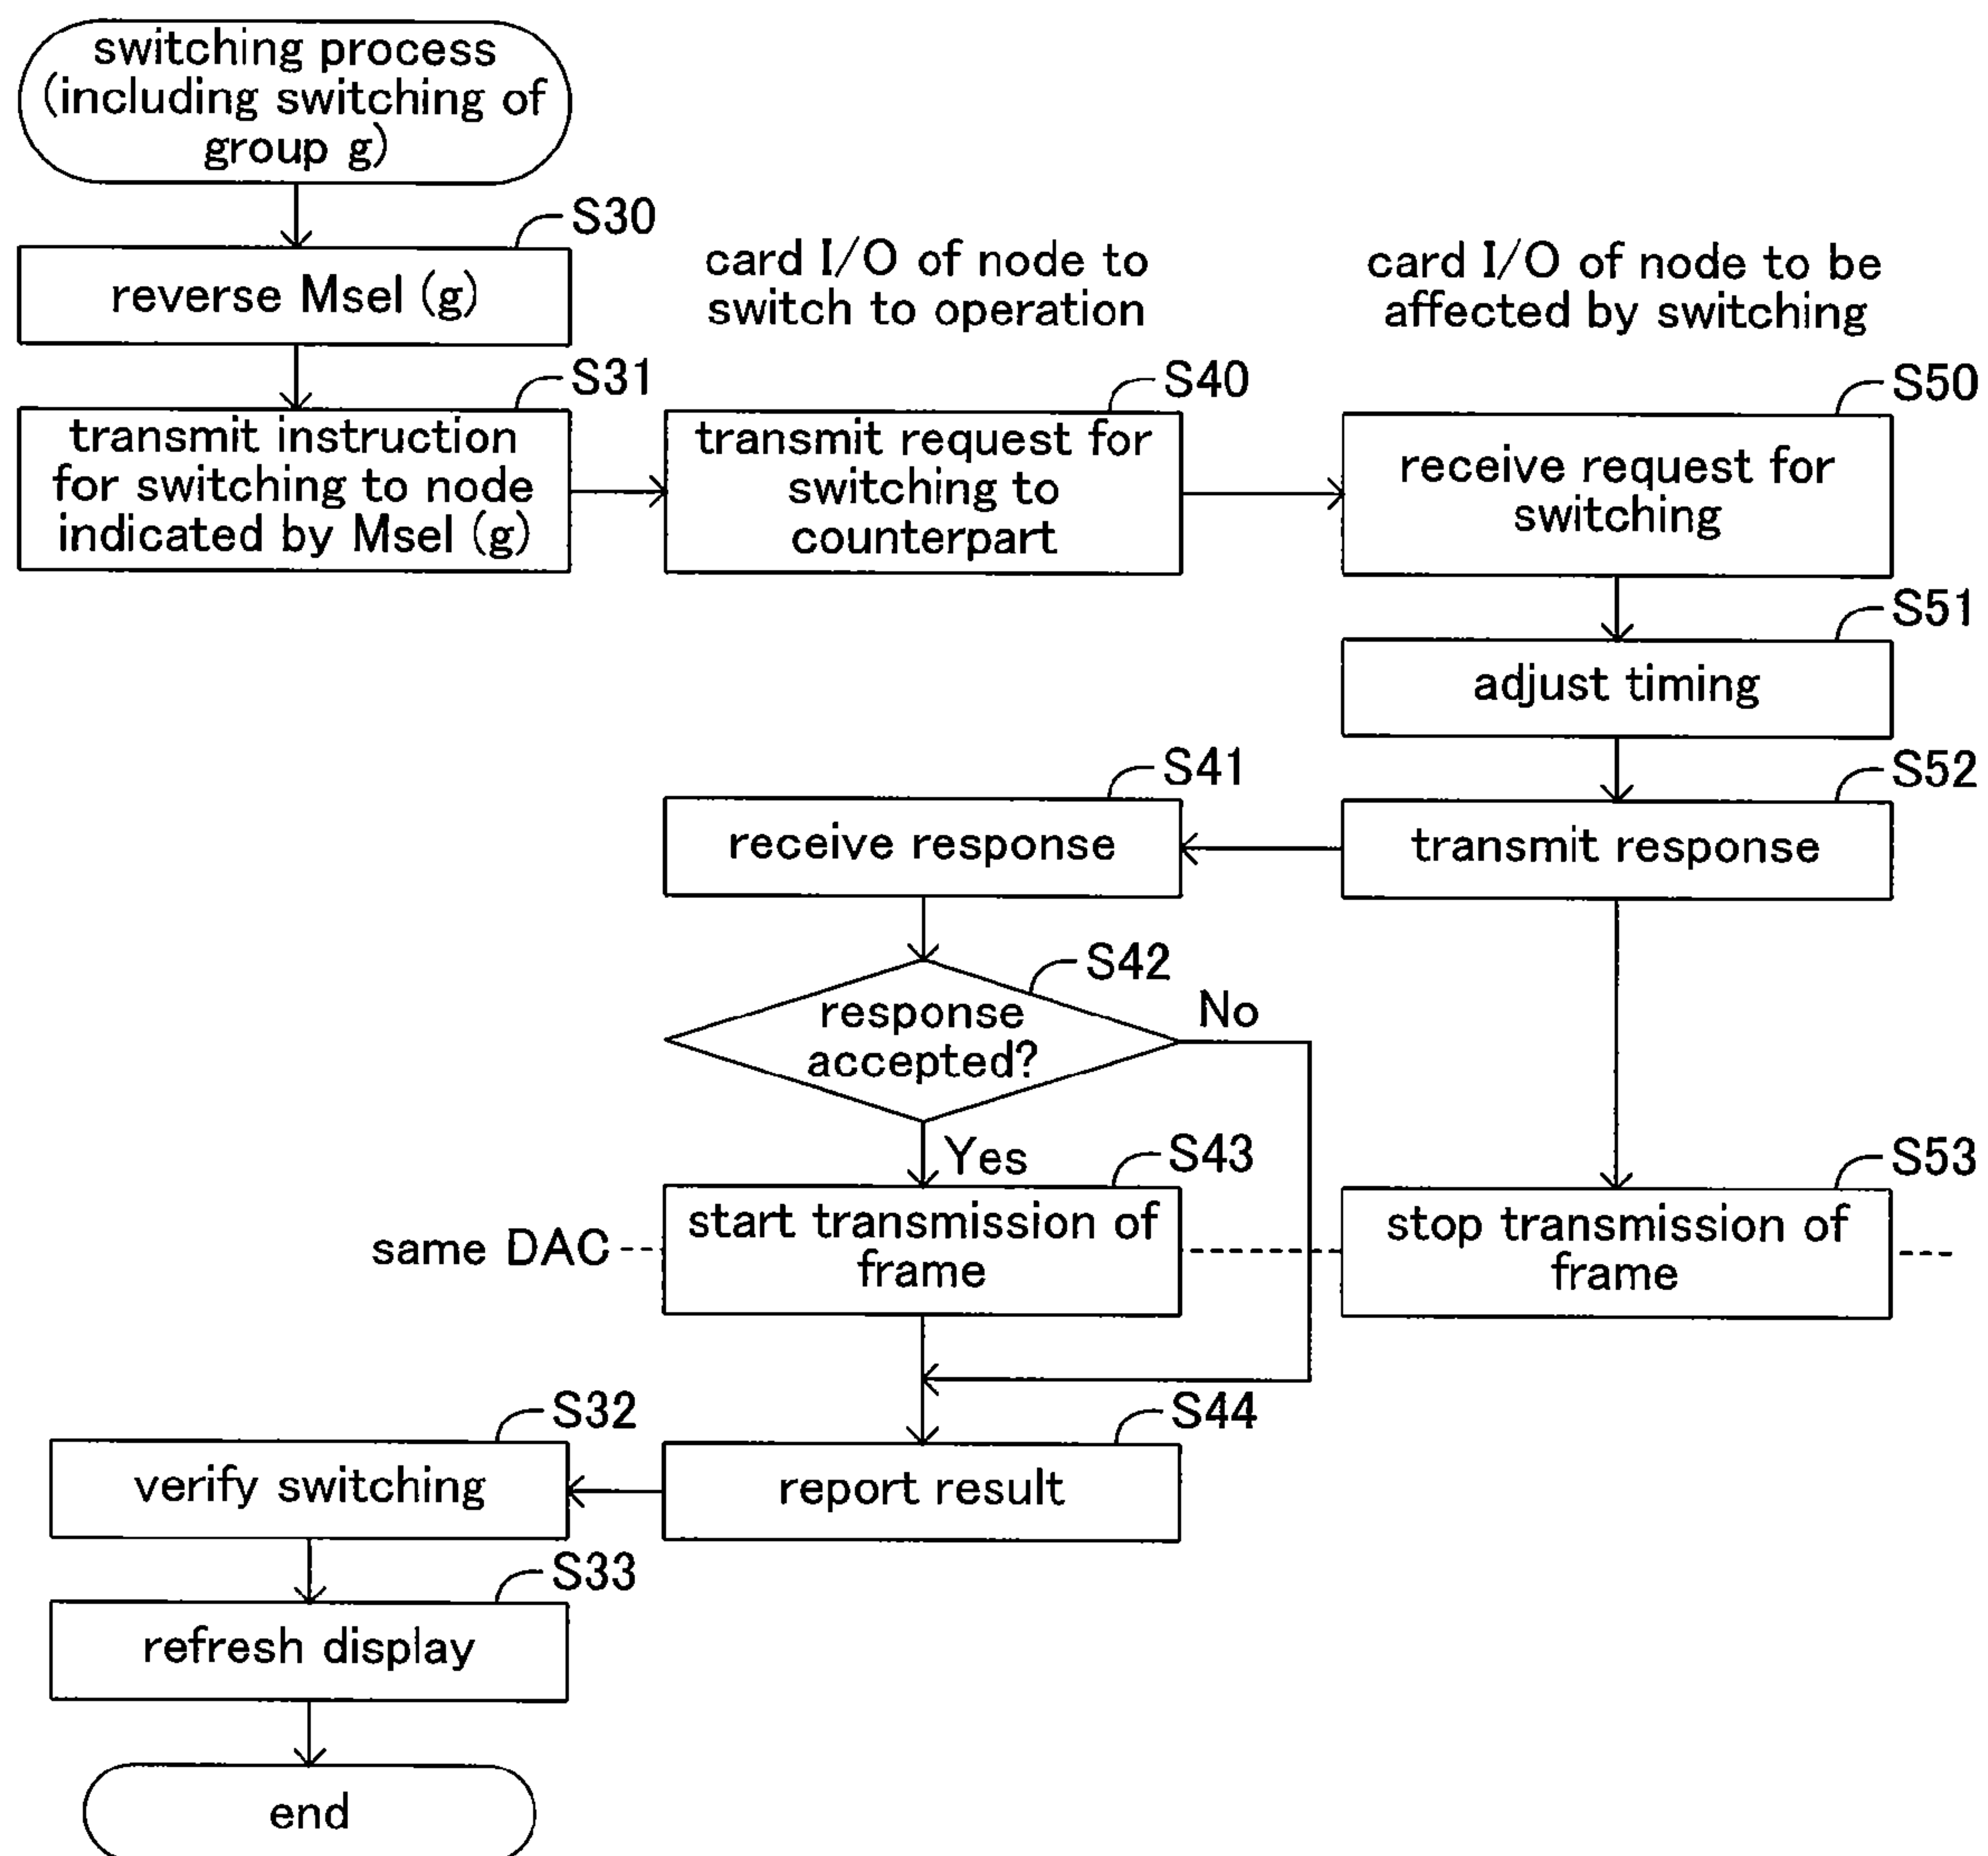 switching process
(including switching of
group g)
S30
reverse Msel (g)
card I/O of node to
switch to operation
card I/O of node to be
affected by switching
S31
transmit instruction
for switching to node
indicated by Msel (g)
S40
transmit request for
switching to
counterpart
S50
receive request for
switching
S51
adjust timing
S41
receive response
S52
transmit response
S42
response
accepted?
No
Yes
S43
same DAC
start transmission of
frame
S53
stop transmission of
frame
S32
verify switching
S44
report result
S33
refresh display
end